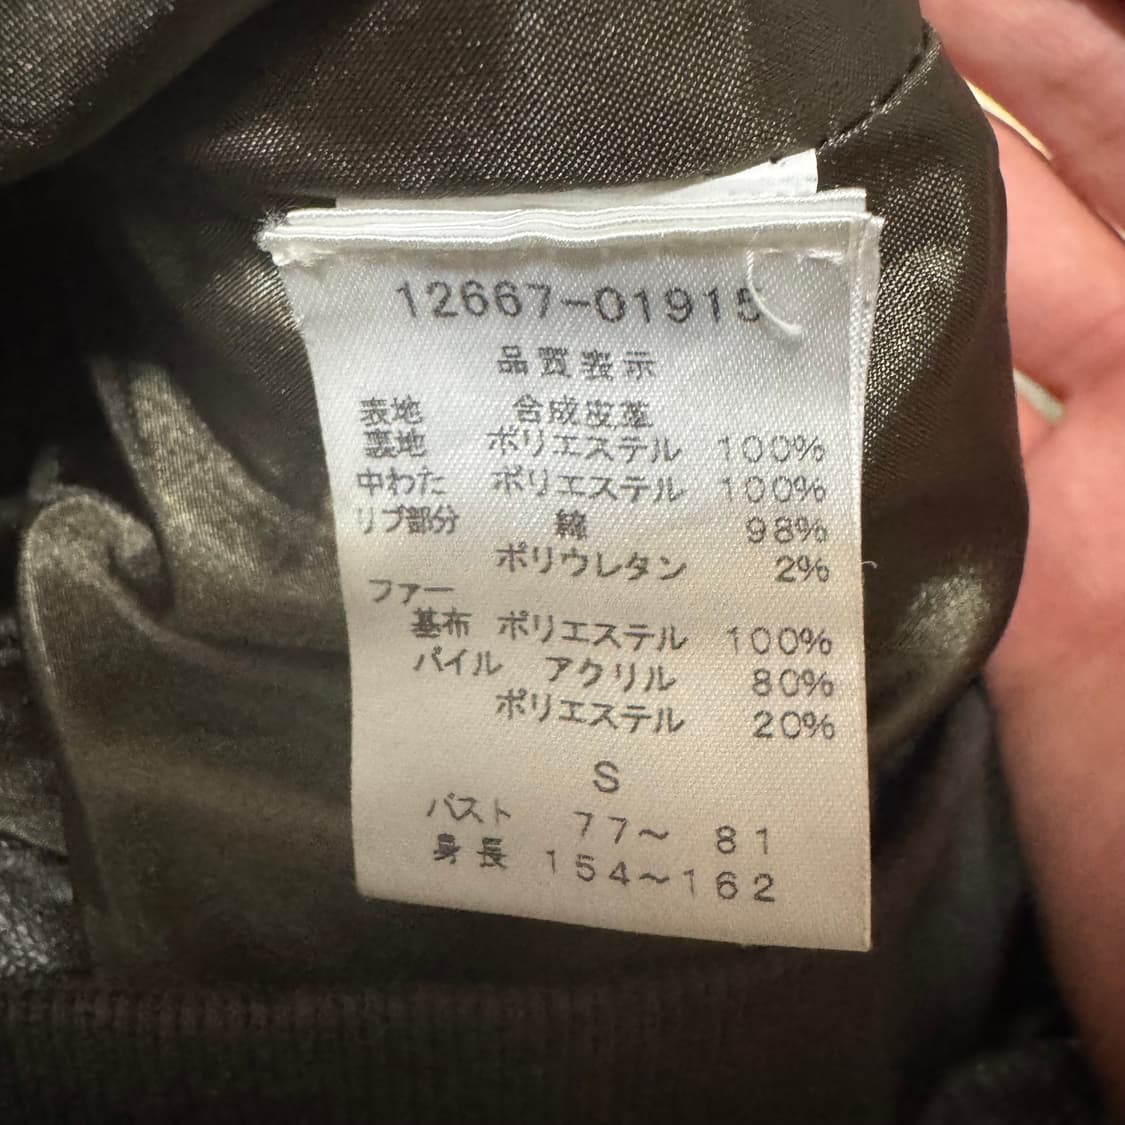 12667-01915
品質表示
表地 合成皮革
裏地 ポリエステル 100%
中わた ポリエステル 100%
リブ部分 綿 98%
ポリウレタン 2%
ファー
基布 ポリエステル 100%
パイル アクリル 80%
ポリエステル 20%
S
バスト 77～ 81
身長 154～162